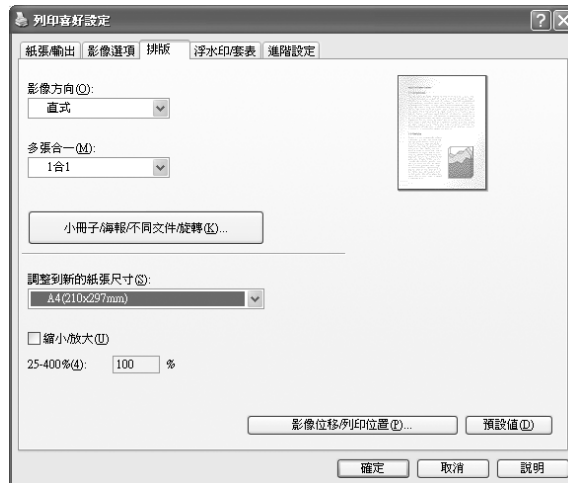 列印喜好設定
紙張/輸出 影像選項 排版 浮水印/套表 進階設定
影像方向(O):
直式
多張合一(M):
1合1
小冊子/海報/不同文件/旋轉(K)...
調整到新的紙張尺寸(S):
A4(210x297mm)
縮小/放大(U)
25-400%(4): 100 %
影像位移/列印位置(P)... 預設值(D)
確定 取消 說明